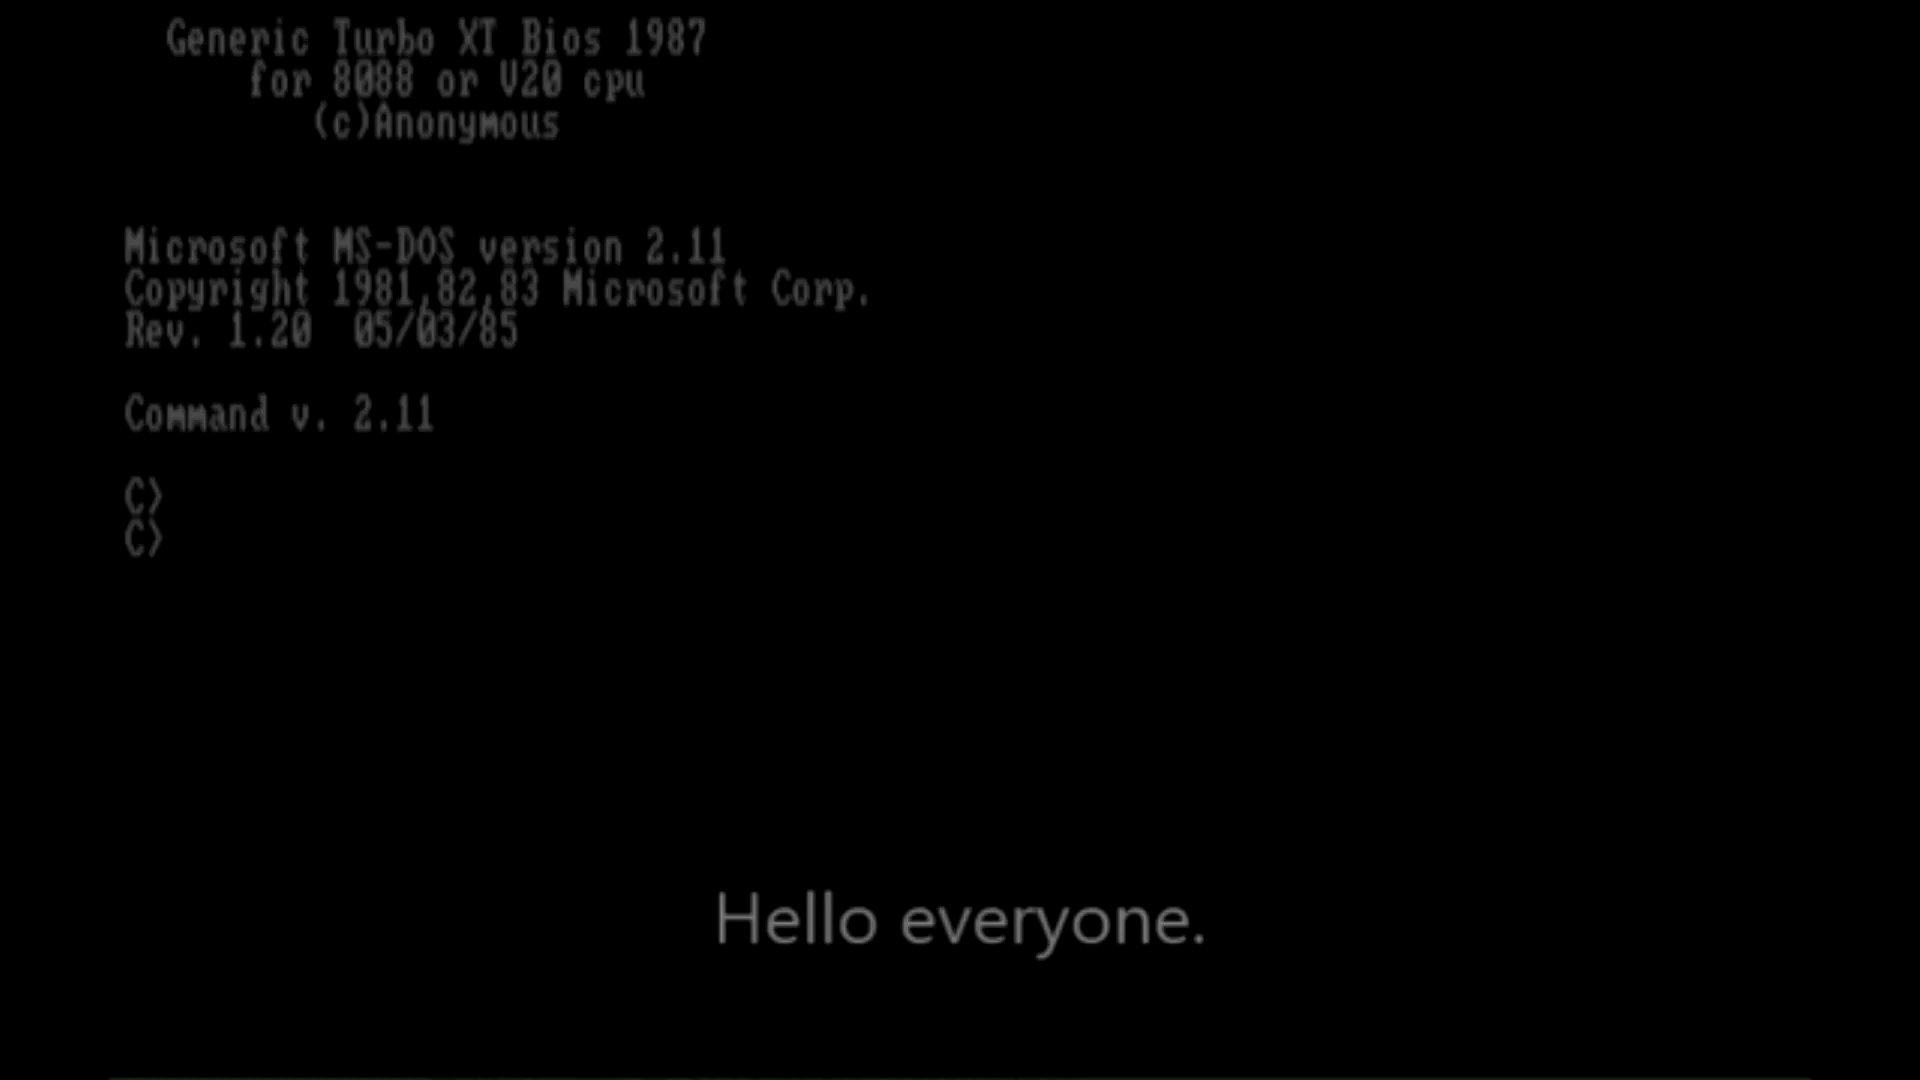 Generic Turbo XT Bios 1987
for 8088 or V20 cpu
(c)Anonymous
Microsoft MS-DOS version 2.11
Copyright 1981,82,83 Microsoft Corp.
Rev. 1.20  05/03/85
Command v. 2.11
C>
C>
Hello everyone.